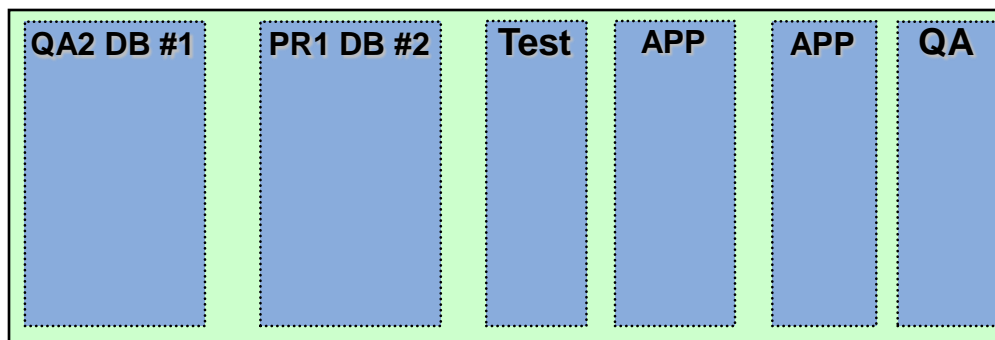 QA2 DB #1
PR1 DB #2
Test
APP
APP
QA